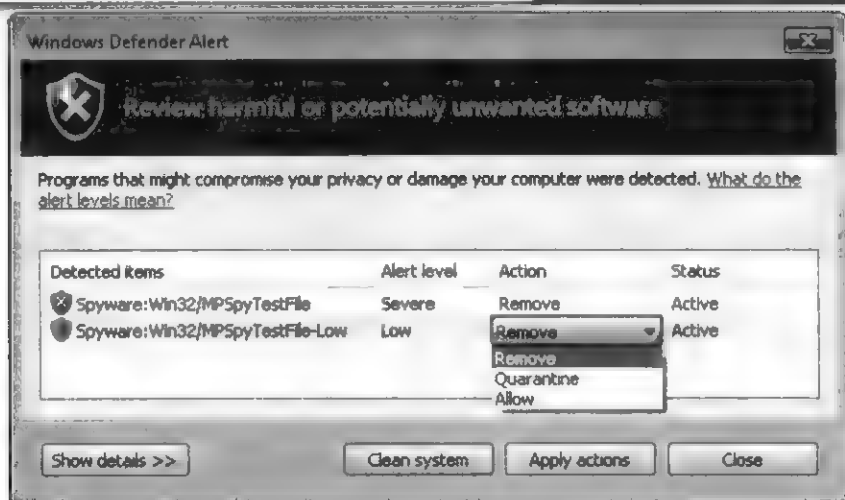 Windows Defender Alert
Review harmful or potentially unwanted software
Programs that might compromise your privacy or damage your computer were detected. What do the
alert levels mean?
Detected items Alert level Action Status
Spyware:Win32/MPSpyTestFile Severe Remove Active
Spyware:Win32/MPSpyTestFile-Low Low Remove Active
Remove
Quarantine
Allow
Show details >> Clean system Apply actions Close